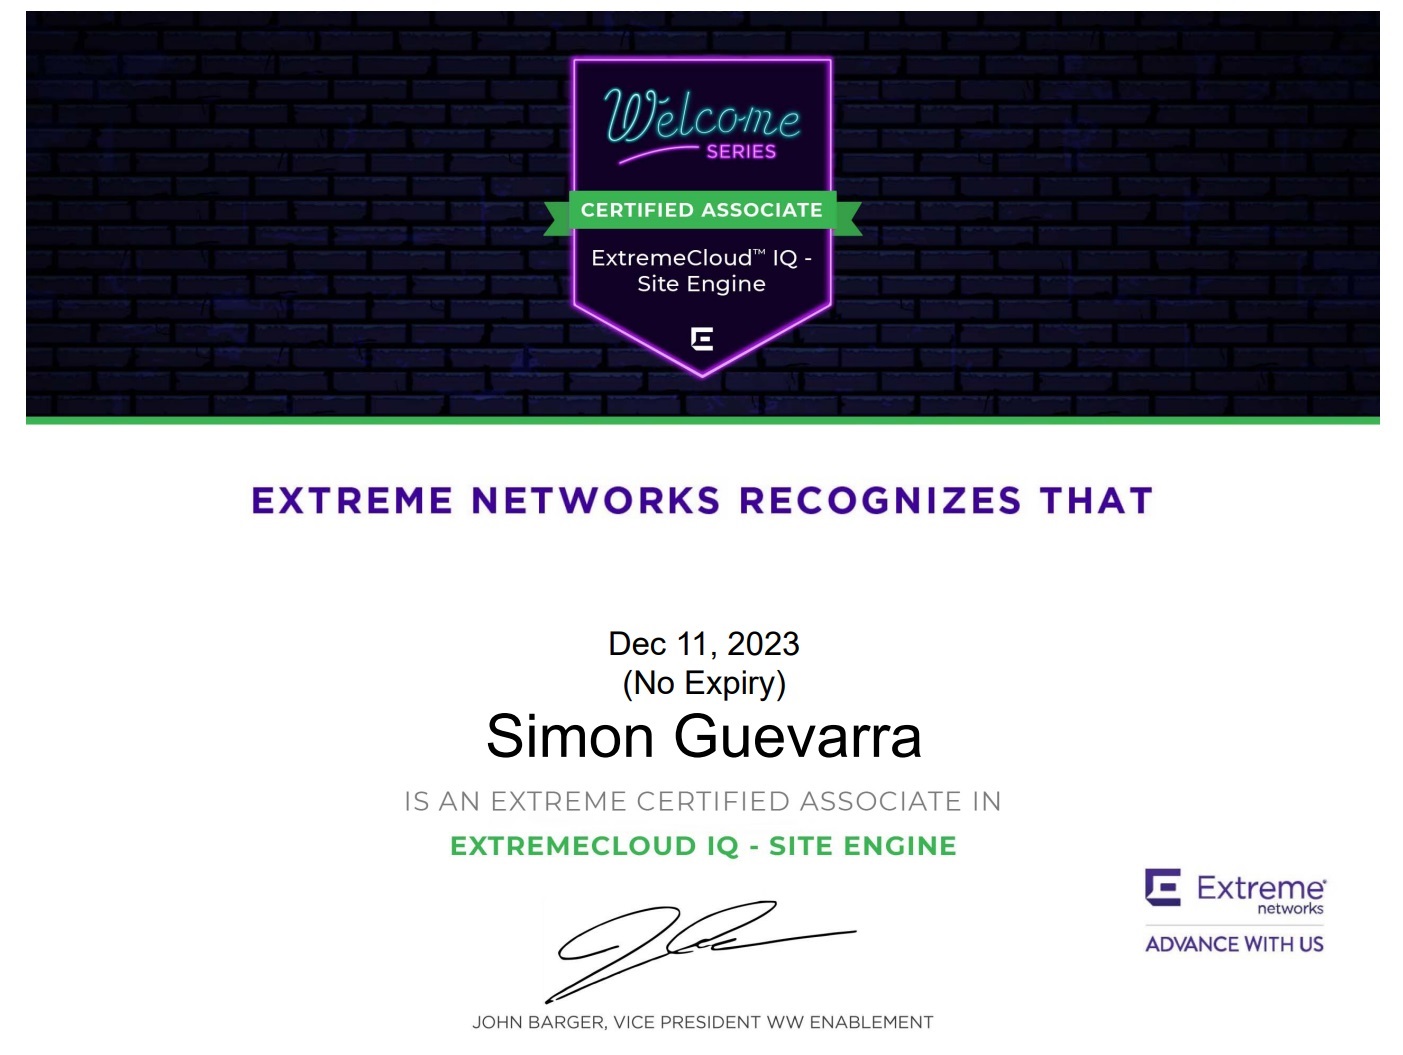 Welcome
SERIES
CERTIFIED ASSOCIATE
ExtremeCloud™ IQ -
Site Engine
EXTREME NETWORKS RECOGNIZES THAT
Dec 11, 2023
(No Expiry)
Simon Guevarra
IS AN EXTREME CERTIFIED ASSOCIATE IN
EXTREMECLOUD IQ - SITE ENGINE
Extreme®
networks
ADVANCE WITH US
JOHN BARGER, VICE PRESIDENT WW ENABLEMENT